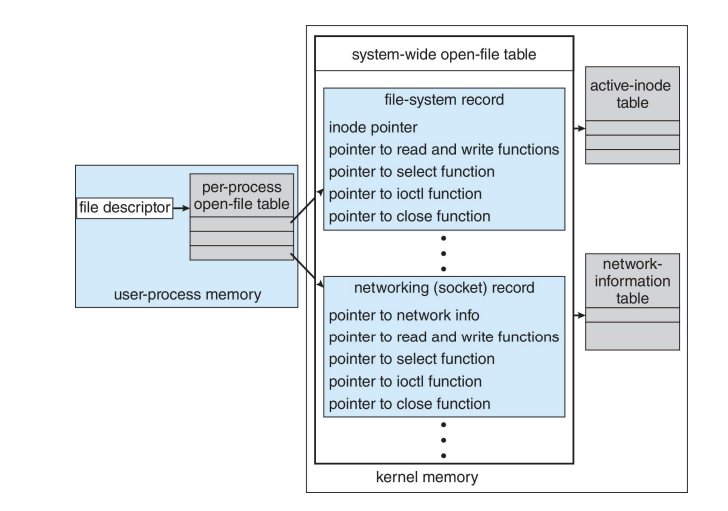 system-wide open-file table
file-system record
inode pointer
pointer to read and write functions
pointer to select function
pointer to ioctl function
pointer to close function
active-inode
table
per-process
open-file table
file descriptor
user-process memory
networking (socket) record
pointer to network info
pointer to read and write functions
pointer to select function
pointer to ioctl function
pointer to close function
network-
information
table
kernel memory